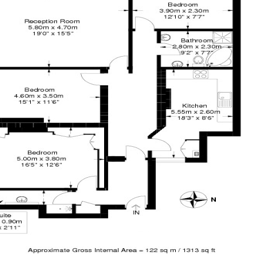 Bedroom
3.90m x 2.30m
12'10" x 7'7"
Reception Room
5.80m x 4.70m
19'0" x 15'5"
Bathroom
2.80m x 2.30m
9'2" x 7'7"
Bedroom
4.60m x 3.50m
15'1" x 11'6"
Kitchen
5.55m x 2.60m
18'3" x 8'6"
Bedroom
5.00m x 3.80m
16'5" x 12'6"
N
IN
uite
0.90m
2'11"
Approximate Gross Internal Area = 122 sq m / 1313 sq ft